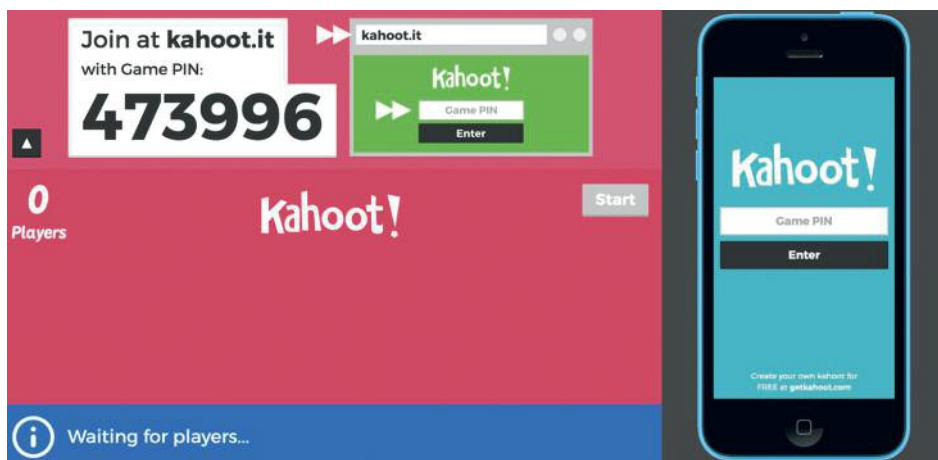 Join at kahoot.it
with Game PIN:
473996
kahoot.it
Kahoot!
Game PIN
Enter
0
Players
Kahoot!
Start
Waiting for players...
Kahoot!
Game PIN
Enter
Create your own kahoot for
FREE at getkahoot.com